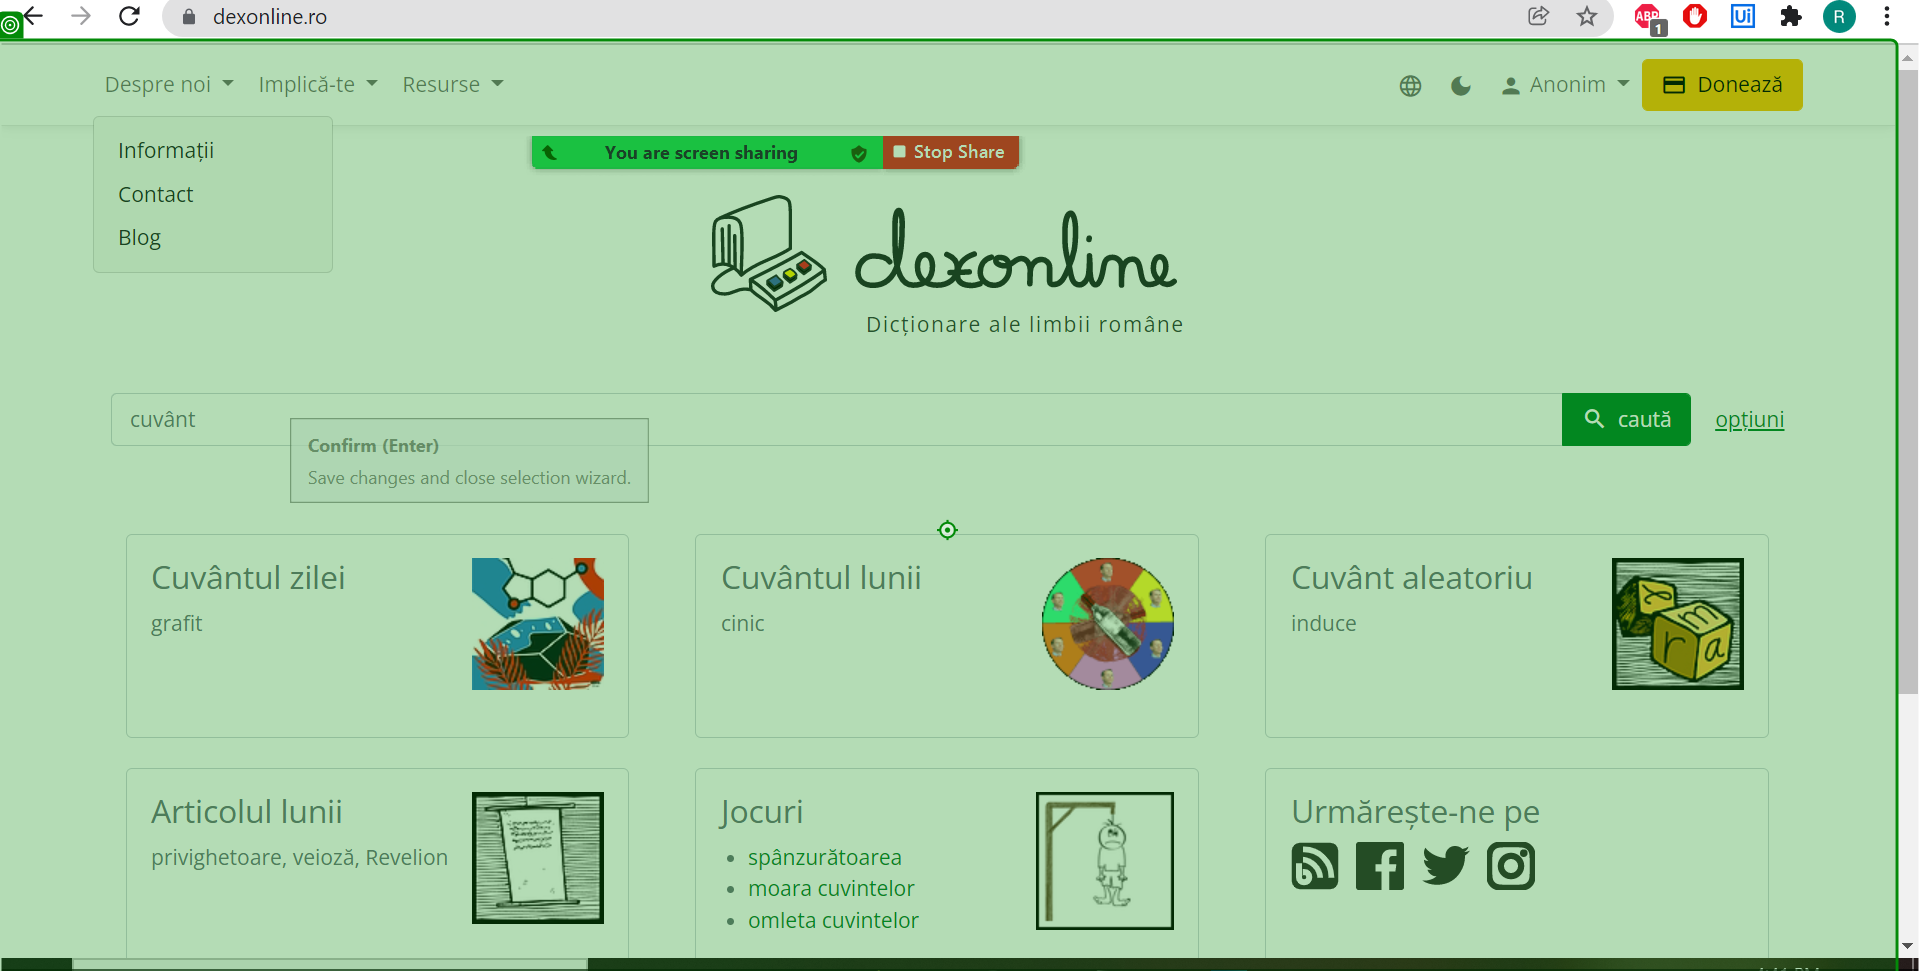 dexonline.ro
ABP
1
Ui
R
Despre noi
Implică-te
Resurse
Anonim
Donează
Informații
Contact
Blog
You are screen sharing
Stop Share
dexonline
Dicționare ale limbii române
cuvânt
caută
opțiuni
Confirm (Enter)
Save changes and close selection wizard.
Cuvântul zilei
grafit
Cuvântul lunii
cinic
Cuvânt aleatoriu
induce
r
m
a
Articolul lunii
privighetoare, veioză, Revelion
Jocuri
spânzurătoarea
moara cuvintelor
omleta cuvintelor
Urmărește-ne pe